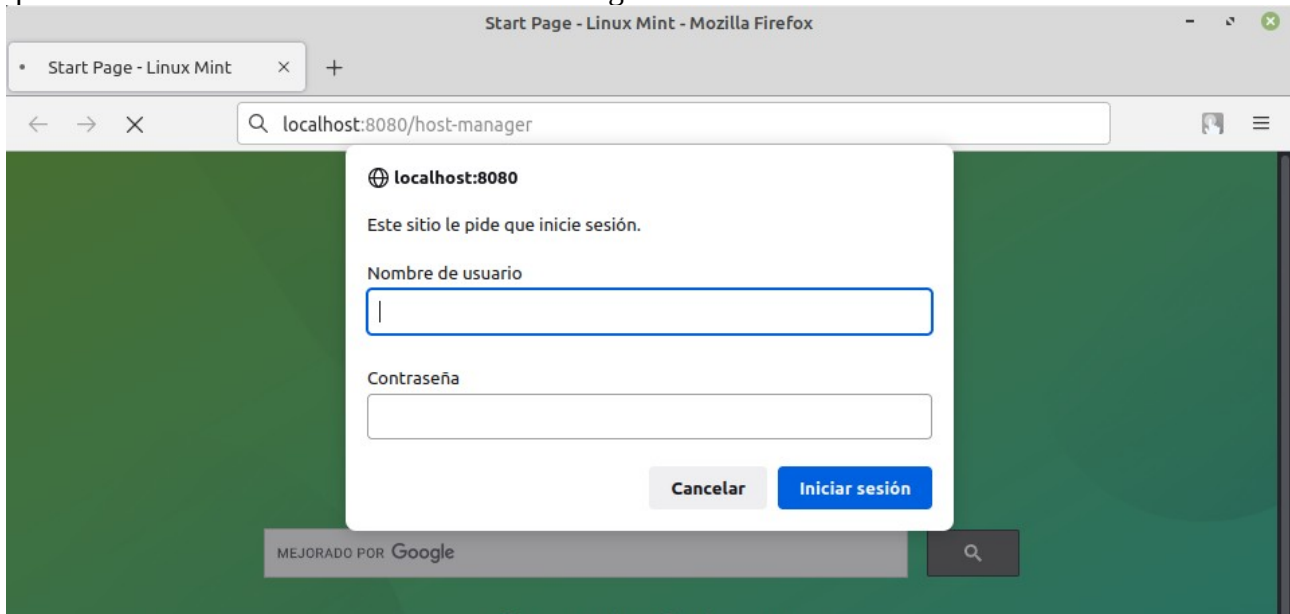 Start Page - Linux Mint - Mozilla Firefox
Start Page - Linux Mint
localhost:8080/host-manager
localhost:8080
Este sitio le pide que inicie sesión.
Nombre de usuario
Contraseña
Cancelar Iniciar sesión
MEJORADO POR Google